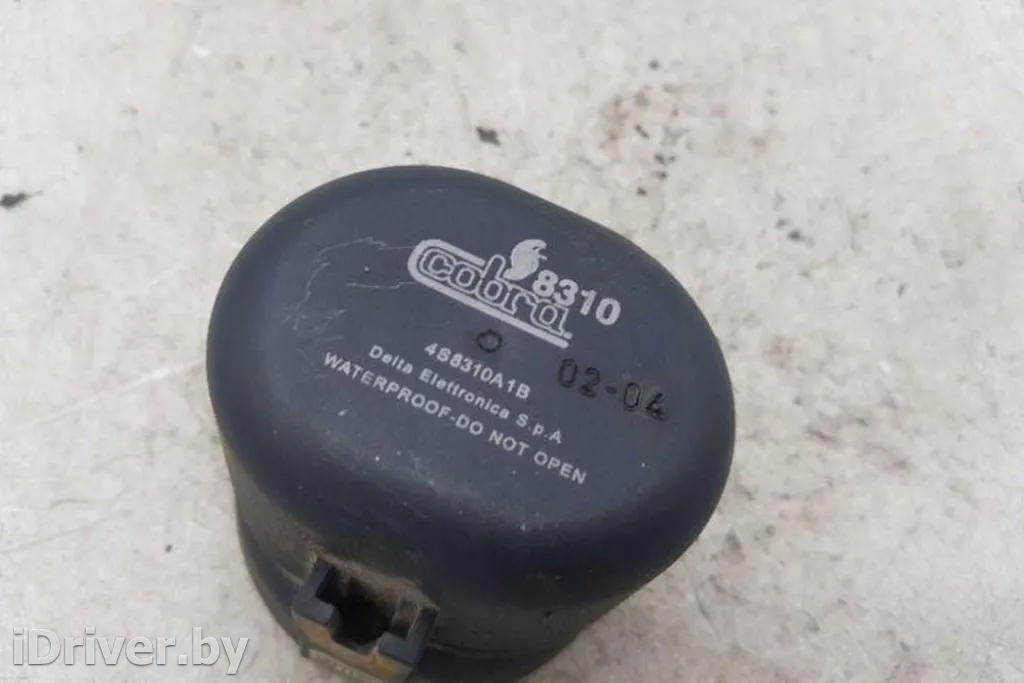 cobra 8310
4S8310A1B 02-04
Delta Elettronica S.p.A
WATERPROOF-DO NOT OPEN
iDriver.by